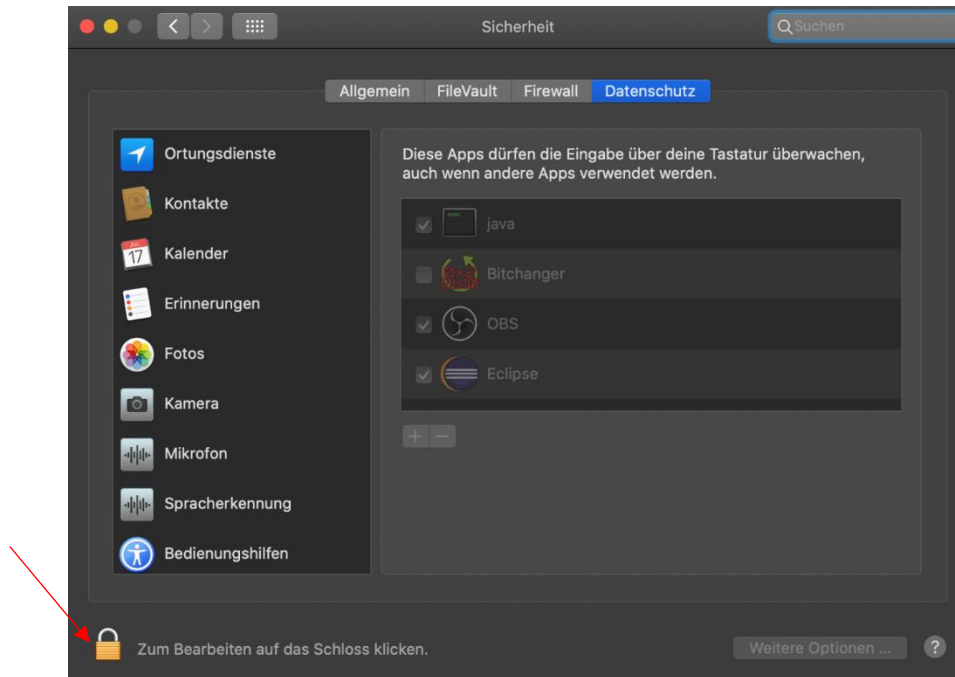 Sicherheit
Suchen
Allgemein FileVault Firewall Datenschutz
Ortungsdienste
Kontakte
JUL
17
Kalender
Erinnerungen
Fotos
Kamera
Mikrofon
Spracherkennung
Bedienungshilfen
Diese Apps dürfen die Eingabe über deine Tastatur überwachen,
auch wenn andere Apps verwendet werden.
java
Bitchanger
OBS
Eclipse
+ −
Zum Bearbeiten auf das Schloss klicken.
Weitere Optionen ... ?